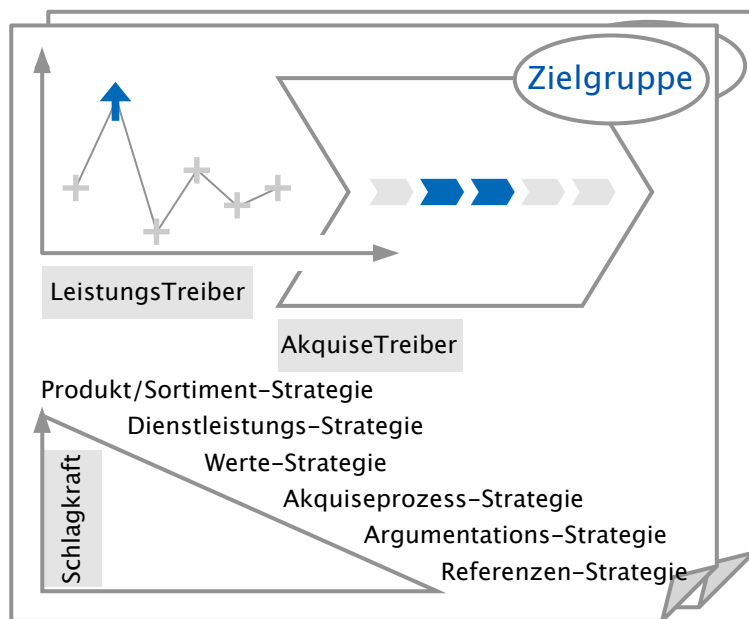 Zielgruppe
LeistungsTreiber
AkquiseTreiber
Produkt/Sortiment-Strategie
Dienstleistungs-Strategie
Werte-Strategie
Akquiseprozess-Strategie
Argumentations-Strategie
Referenzen-Strategie
Schlagkraft